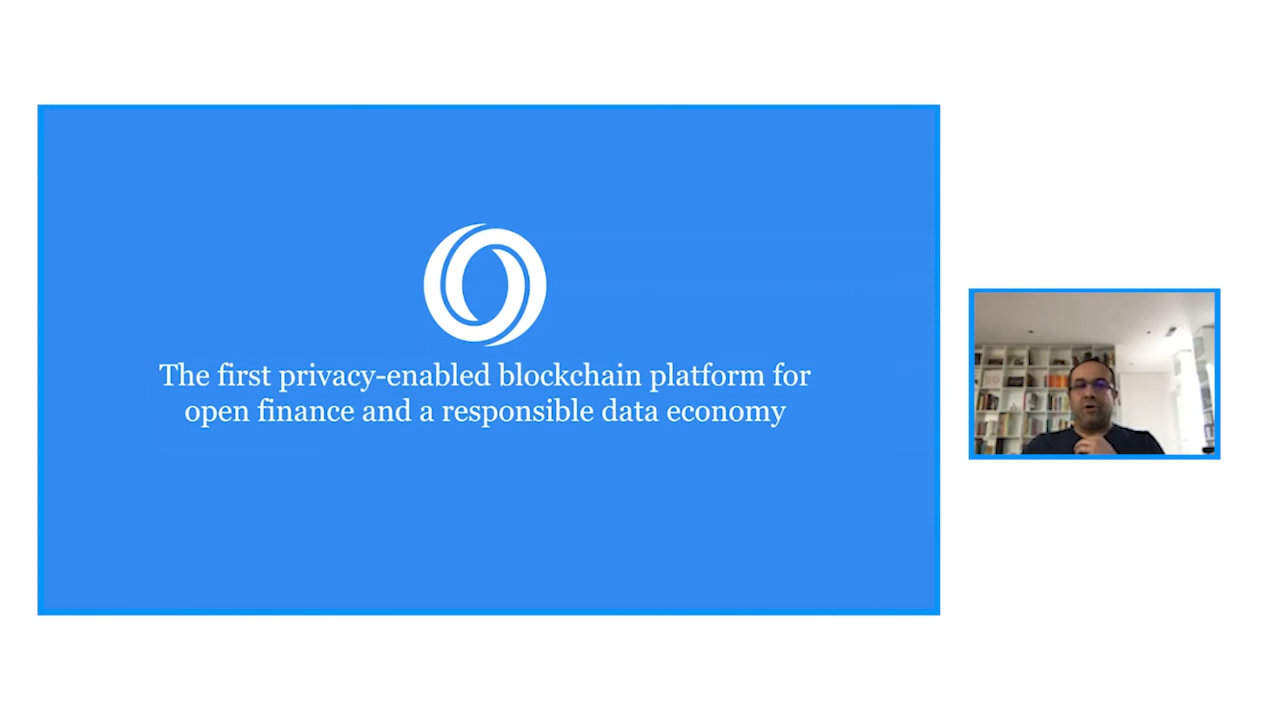 The first privacy-enabled blockchain platform for
open finance and a responsible data economy